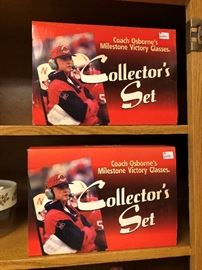 Coach Osborne's
Milestone Victory Glasses.
Collector's
Set
Coach Osborne's
Milestone Victory Glasses.
Collector's
Set